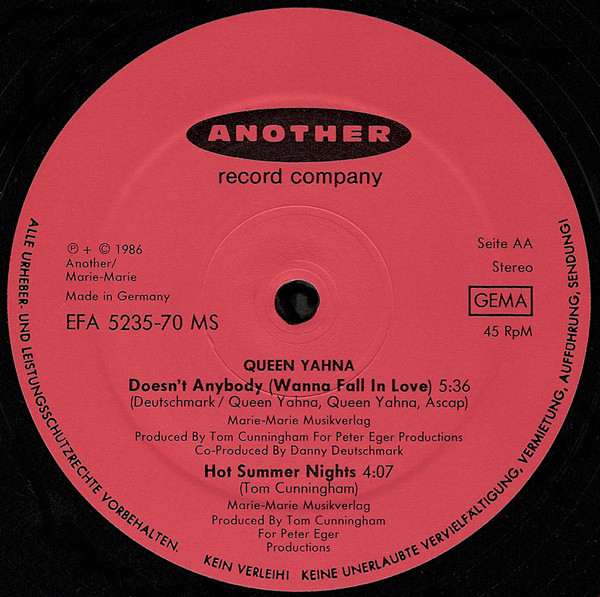 ANOTHER
record company
℗ + © 1986
Another/
Marie-Marie
Made in Germany
EFA 5235-70 MS
Seite AA
Stereo
GEMA
45 RpM
QUEEN YAHNA
Doesn't Anybody (Wanna Fall In Love) 5:36
(Deutschmark / Queen Yahna, Queen Yahna, Ascap)
Marie-Marie Musikverlag
Produced By Tom Cunningham For Peter Eger Productions
Co-Produced By Danny Deutschmark
Hot Summer Nights 4:07
(Tom Cunningham)
Marie-Marie Musikverlag
Produced By Tom Cunningham
For Peter Eger
Productions
ALLE URHEBER- UND LEISTUNGSSCHUTZRECHTE VORBEHALTEN. KEIN VERLEIH! KEINE UNERLAUBTE VERVIELFÄLTIGUNG, VERMIETUNG, AUFFÜHRUNG, SENDUNG!